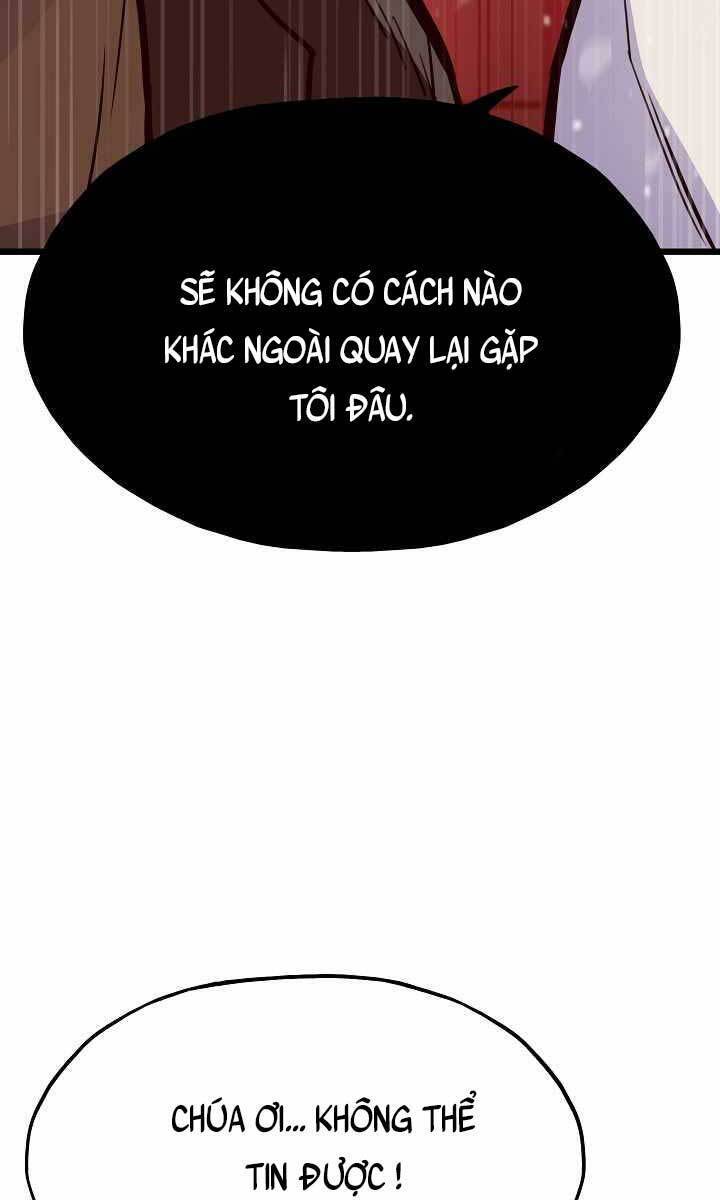 SẼ KHÔNG CÓ CÁCH NÀO
KHÁC NGOÀI QUAY LẠI GẶP
TÔI ĐÂU.
CHÚA ƠI... KHÔNG THỂ
TIN ĐƯỢC !